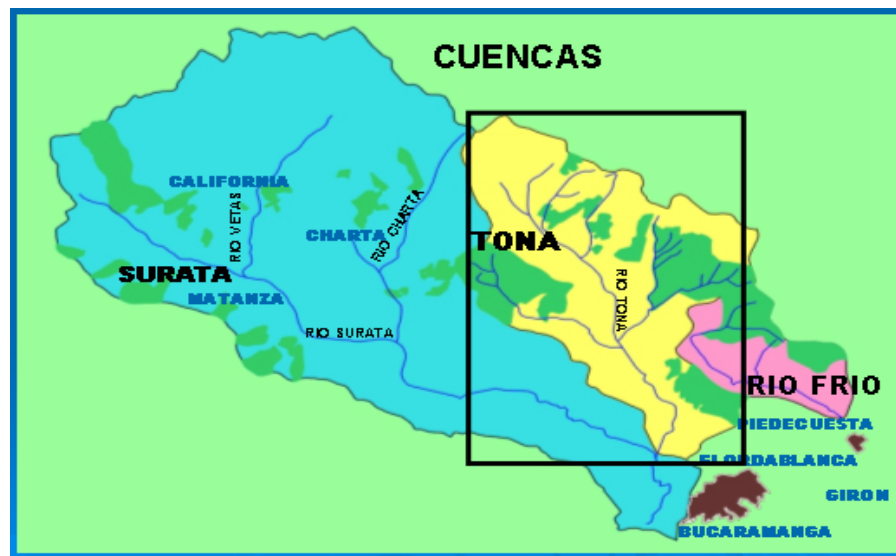 CUENCAS
CALIFORNIA
RIO VETAS
CHARTA
RIO CHARTA
TONA
SURATA
MATANZA
RIO SURATA
RIO TONA
RIO FRIO
PIEDECUESTA
FLORDABLANCA
GIRON
BUCARAMANGA